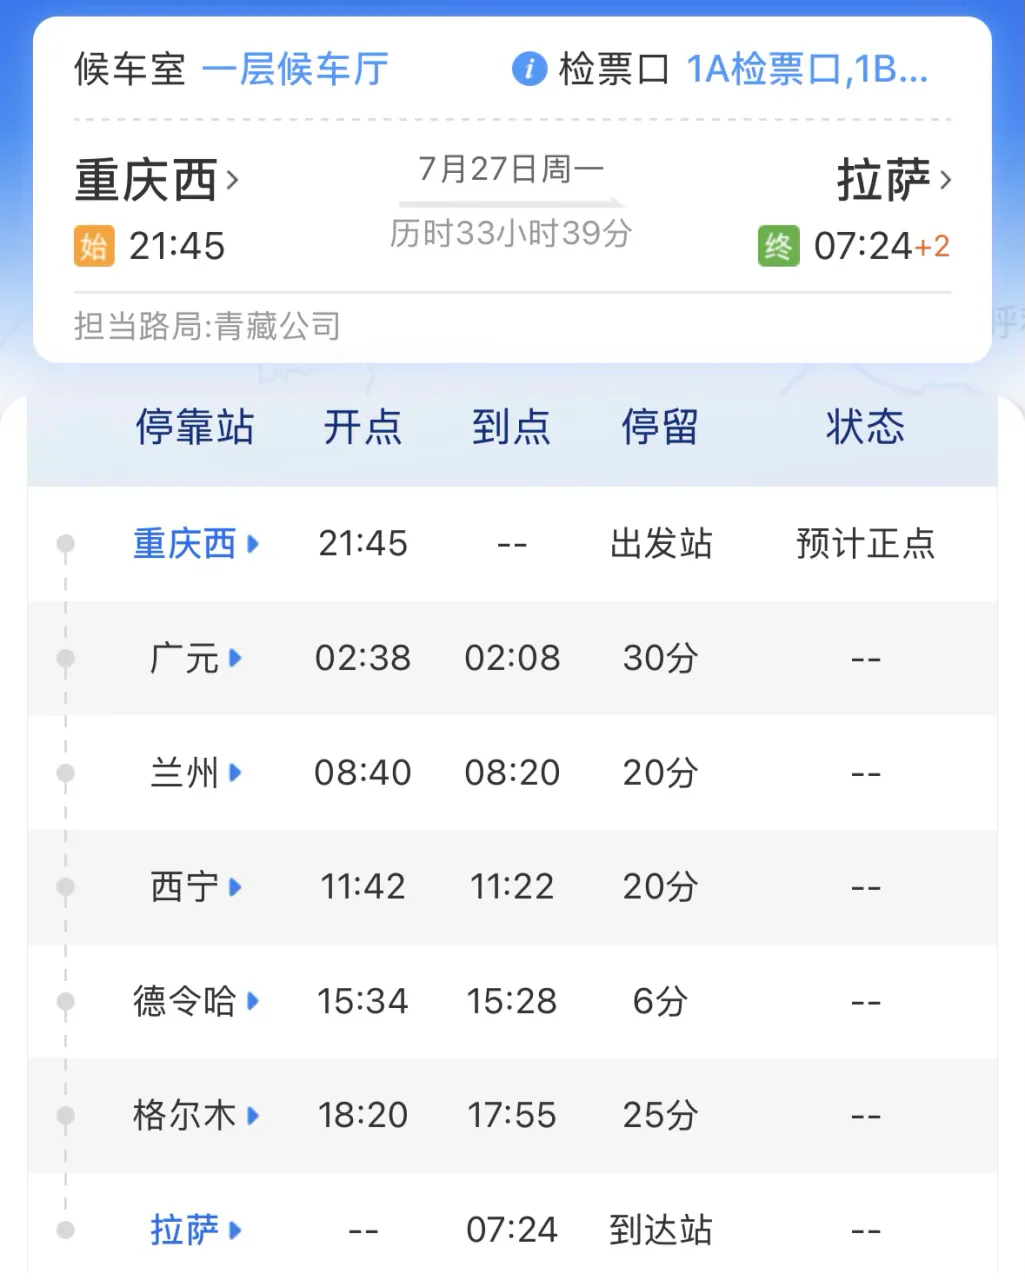 候车室 一层候车厅 i 检票口 1A检票口,1B...
重庆西 7月27日周一 拉萨
始 21:45 历时33小时39分 终 07:24+2
担当路局:青藏公司
停靠站 开点 到点 停留 状态
重庆西 21:45 -- 出发站 预计正点
广元 02:38 02:08 30分 --
兰州 08:40 08:20 20分 --
西宁 11:42 11:22 20分 --
德令哈 15:34 15:28 6分 --
格尔木 18:20 17:55 25分 --
拉萨 -- 07:24 到达站 --